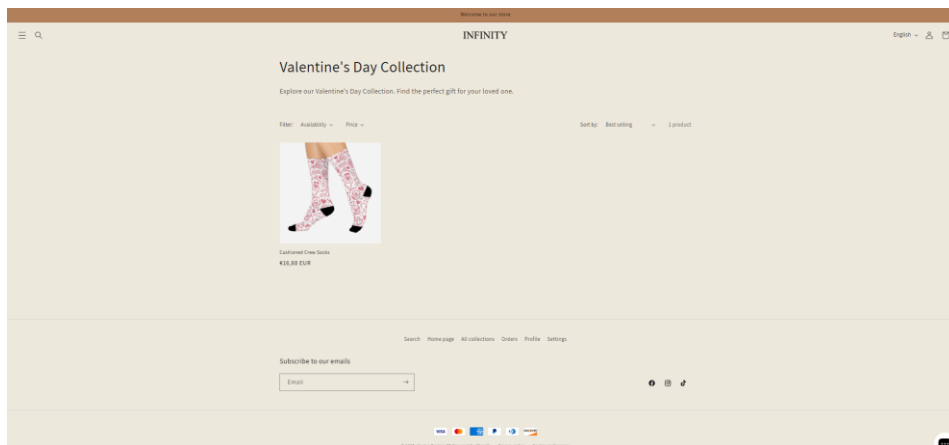 Welcome to our store
INFINITY
English
Valentine's Day Collection
Explore our Valentine's Day Collection. Find the perfect gift for your loved one.
Filter: Availability Price Sort by: Best selling 1 product
Cushioned Crew Socks
€16,88 EUR
Search Home page All collections Orders Profile Settings
Subscribe to our emails
Email
VISA
DISCOVER